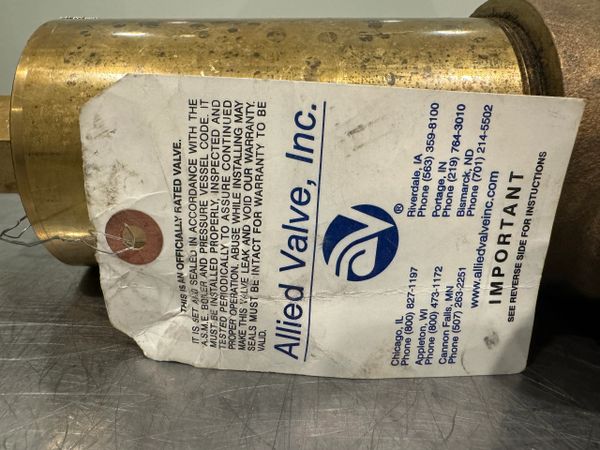 THIS IS AN OFFICIALLY RATED VALVE.
IT IS SET AND SEALED IN ACCORDANCE WITH THE
A.S.M.E. BOILER AND PRESSURE VESSEL CODE. IT
MUST BE INSTALLED PROPERLY, INSPECTED AND
TESTED PERIODICALLY TO ASSURE CONTINUED
PROPER OPERATION. ABUSE WHILE INSTALLING MAY
MAKE THIS VALVE LEAK AND VOID OUR WARRANTY.
SEALS MUST BE INTACT FOR WARRANTY TO BE
VALID.
Allied Valve, Inc.
AV®
Chicago, IL
Phone (800) 827-1197
Appleton, WI
Phone (800) 473-1172
Cannon Falls, MN
Phone (507) 263-2251
Riverdale, IA
Phone (563) 359-8100
Portage, IN
Phone (219) 764-3010
Bismarck, ND
Phone (701) 214-5502
www.alliedvalveinc.com
IMPORTANT
SEE REVERSE SIDE FOR INSTUCTIONS